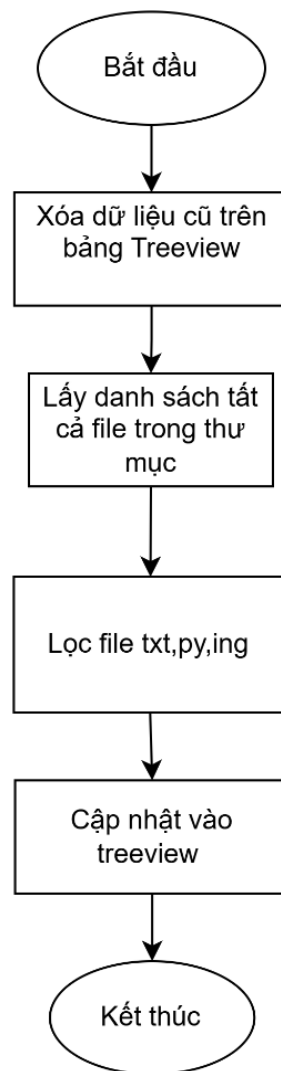 Bắt đầu
Xóa dữ liệu cũ trên
bảng Treeview
Lấy danh sách tất
cả file trong thư
mục
Lọc file txt,py,ing
Cập nhật vào
treeview
Kết thúc